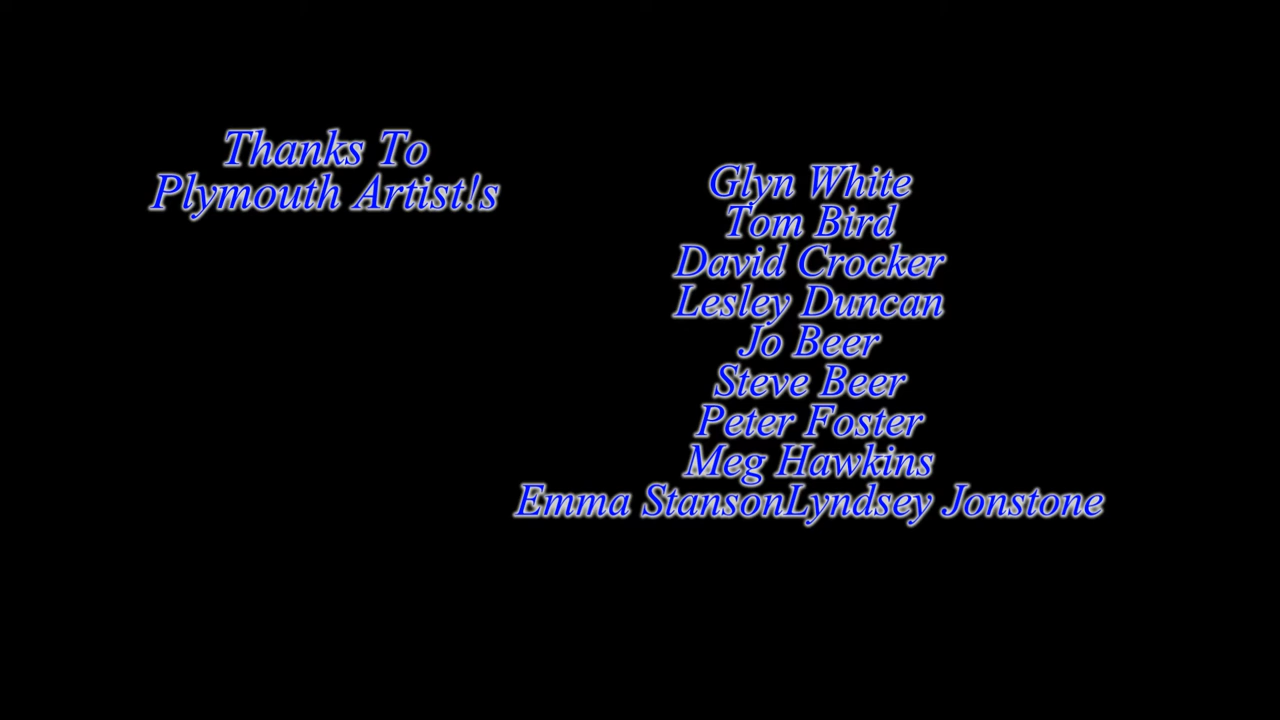 Thanks To
Plymouth Artist!s
Glyn White
Tom Bird
David Crocker
Lesley Duncan
Jo Beer
Steve Beer
Peter Foster
Meg Hawkins
Emma StansonLyndsey Jonstone